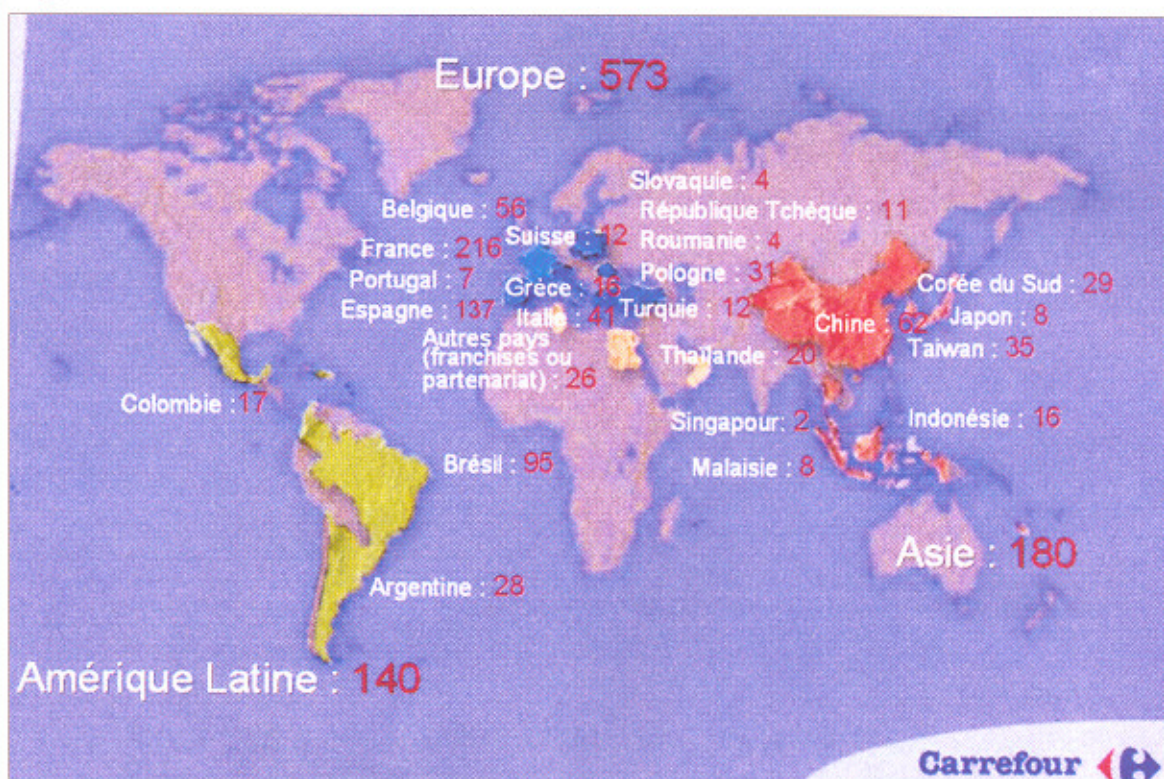 Europe : 573
Slovaquie : 4
Belgique : 56
République Tchêque : 11
Suisse : 12
Roumanie : 4
France : 216
Pologne : 31
Portugal : 7
Grèce : 16
Corée du Sud : 29
Espagne : 137
Italie : 41
Turquie : 12
Chine : 62
Japon : 8
Autres pays
(franchisés ou
partenariat) : 26
Thaïlande : 20
Taiwan : 35
Colombie : 17
Singapour: 2
Indonésie : 16
Brésil : 95
Malaisie : 8
Asie : 180
Argentine : 28
Amérique Latine : 140
Carrefour